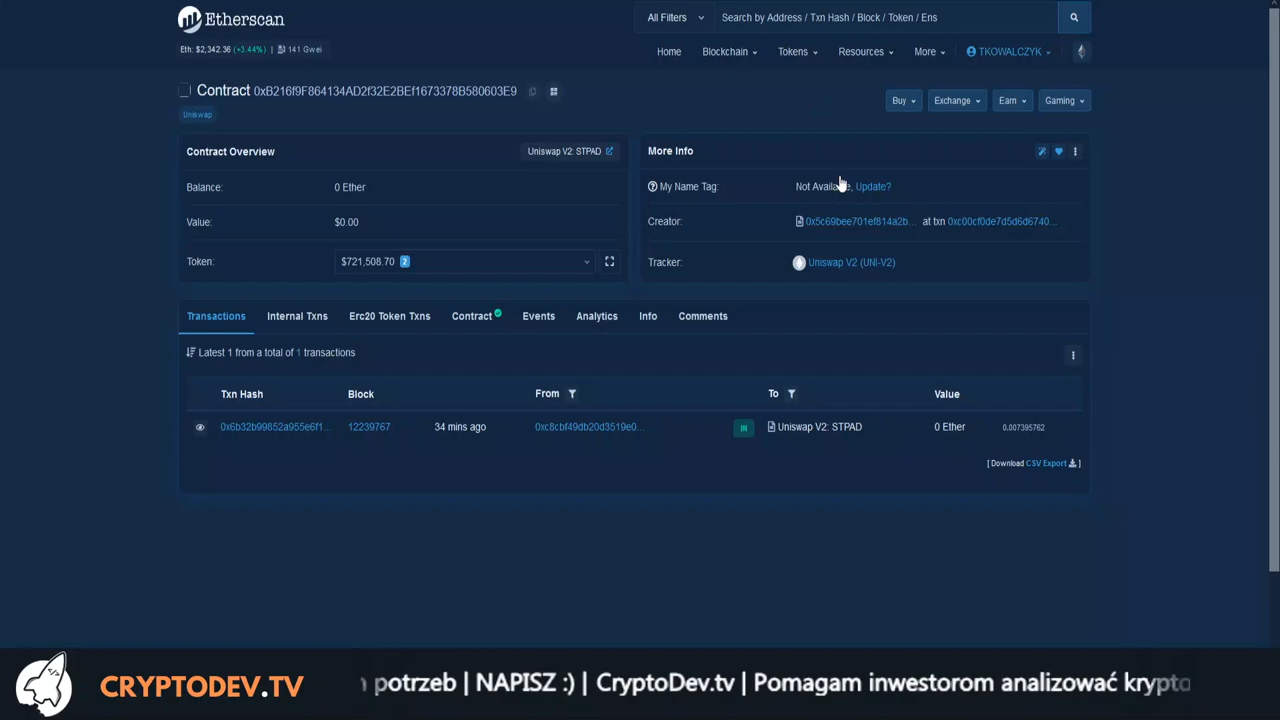 Etherscan
All Filters
Search by Address / Txn Hash / Block / Token / Ens
Eth: $2,342.36 (+3.44%) | 141 Gwei
Home Blockchain Tokens Resources More TKOWALCZYK
Contract 0xB216f9F864134AD2f32E2BEf1673378B580603E9
Buy Exchange Earn Gaming
Uniswap
Contract Overview
Uniswap V2: STPAD
Balance: 0 Ether
Value: $0.00
Token: $721,508.70 2
More Info
My Name Tag: Not Available, Update?
Creator: 0x5c69bee701ef814a2b... at txn 0xc00cf0de7d5d6d6740...
Tracker: Uniswap V2 (UNI-V2)
Transactions Internal Txns Erc20 Token Txns Contract Events Analytics Info Comments
Latest 1 from a total of 1 transactions
Txn Hash Block From To Value
0x6b32b99852a955e6f1... 12239767 34 mins ago 0xc8cbf49db20d3519e0... IN Uniswap V2: STPAD 0 Ether 0.007395762
[ Download CSV Export ]
CRYPTODEV.TV
potrzeb | NAPISZ :) | CryptoDev.tv | Pomagam inwestorom analizować krypto